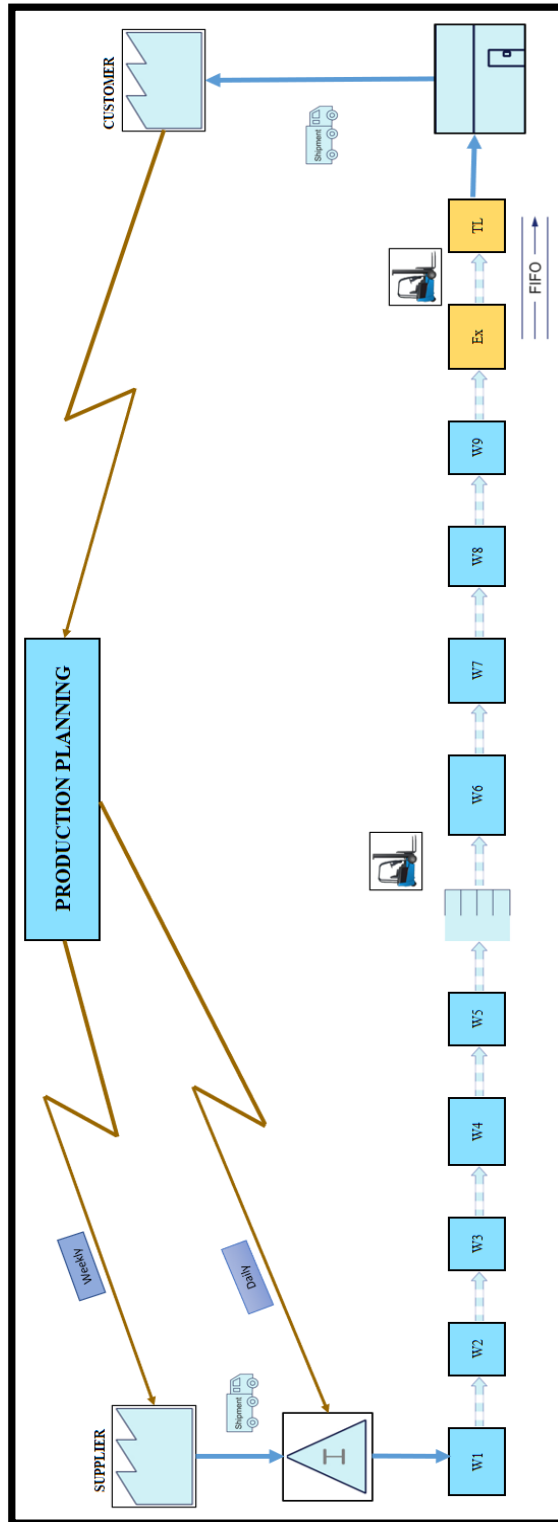 SUPPLIER
PRODUCTION PLANNING
CUSTOMER
Weekly
Daily
Shipment
Shipment
I
W1
W2
W3
W4
W5
W6
W7
W8
W9
Ex
TL
FIFO